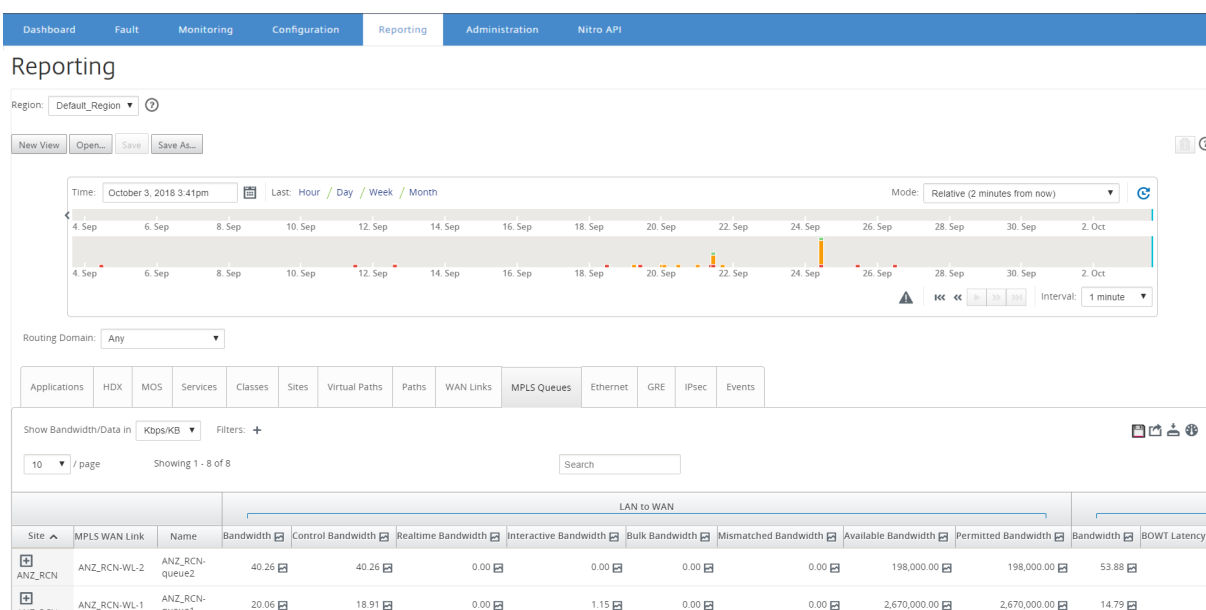 Dashboard Fault Monitoring Configuration Reporting Administration Nitro API
Reporting
Region: Default_Region
New View Open... Save Save As...
Time: October 3, 2018 3:41pm Last: Hour / Day / Week / Month Mode: Relative (2 minutes from now)
4. Sep 6. Sep 8. Sep 10. Sep 12. Sep 14. Sep 16. Sep 18. Sep 20. Sep 22. Sep 24. Sep 26. Sep 28. Sep 30. Sep 2. Oct
4. Sep 6. Sep 8. Sep 10. Sep 12. Sep 14. Sep 16. Sep 18. Sep 20. Sep 22. Sep 24. Sep 26. Sep 28. Sep 30. Sep 2. Oct
Interval: 1 minute
Routing Domain: Any
Applications HDX MOS Services Classes Sites Virtual Paths Paths WAN Links MPLS Queues Ethernet GRE IPsec Events
Show Bandwidth/Data in Kbps/KB Filters: +
10 / page Showing 1 - 8 of 8 Search
LAN to WAN
Site MPLS WAN Link Name Bandwidth Control Bandwidth Realtime Bandwidth Interactive Bandwidth Bulk Bandwidth Mismatched Bandwidth Available Bandwidth Permitted Bandwidth Bandwidth BOWT Latency
ANZ_RCN ANZ_RCN-WL-2 ANZ_RCN-
queue2 40.26 40.26 0.00 0.00 0.00 0.00 198,000.00 198,000.00 53.88
ANZ_RCN-WL-1 ANZ_RCN-
20.06 18.91 0.00 1.15 0.00 0.00 2,670,000.00 2,670,000.00 14.79